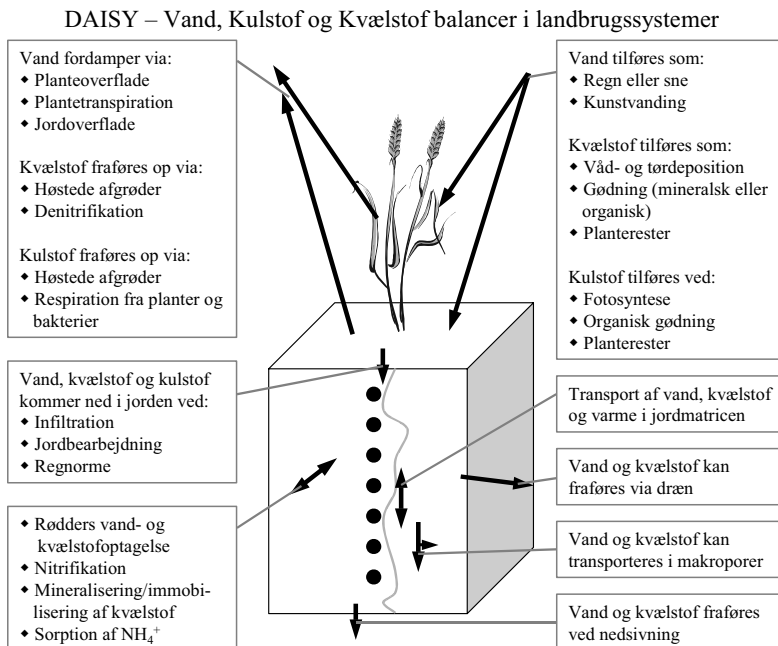 DAISY – Vand, Kulstof og Kvælstof balancer i landbrugssystemer
Vand fordamper via:
◆ Planteoverflade
◆ Plantetranspiration
◆ Jordoverflade
Kvælstof fraføres op via:
◆ Høstede afgrøder
◆ Denitrifikation
Kulstof fraføres op via:
◆ Høstede afgrøder
◆ Respiration fra planter og
bakterier
Vand, kvælstof og kulstof
kommer ned i jorden ved:
◆ Infiltration
◆ Jordbearbejdning
◆ Regnorme
◆ Rødders vand- og
kvælstofoptagelse
◆ Nitrifikation
◆ Mineralisering/immobi-
lisering af kvælstof
◆ Sorption af NH₄⁺
Vand tilføres som:
◆ Regn eller sne
◆ Kunstvanding
Kvælstof tilføres som:
◆ Våd- og tørdeposition
◆ Gødning (mineralsk eller
organisk)
◆ Planterester
Kulstof tilføres ved:
◆ Fotosyntese
◆ Organisk gødning
◆ Planterester
Transport af vand, kvælstof
og varme i jordmatricen
Vand og kvælstof kan
fraføres via dræn
Vand og kvælstof kan
transporteres i makroporer
Vand og kvælstof fraføres
ved nedsivning